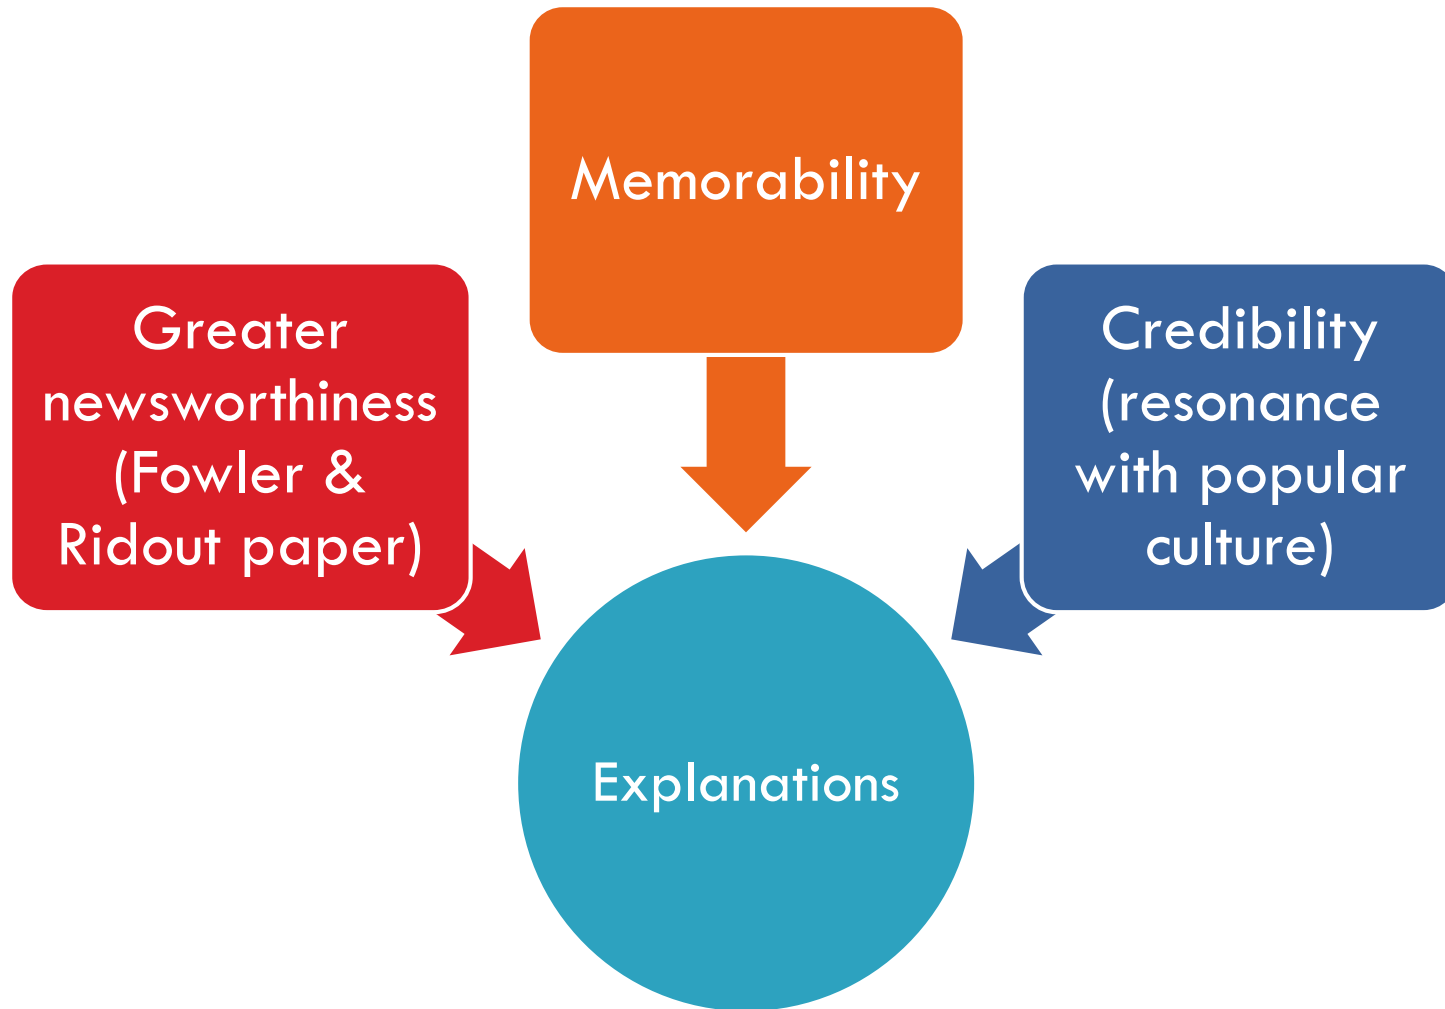 Memorability
Greater
newsworthiness
(Fowler &
Ridout paper)
Credibility
(resonance
with popular
culture)
Explanations